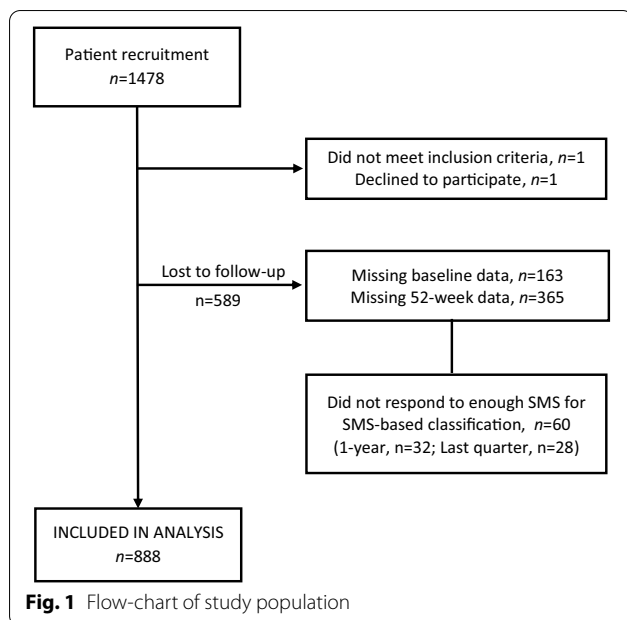 Patient recruitment
n=1478
Did not meet inclusion criteria, n=1
Declined to participate, n=1
Lost to follow-up
n=589
Missing baseline data, n=163
Missing 52-week data, n=365
Did not respond to enough SMS for
SMS-based classification, n=60
(1-year, n=32; Last quarter, n=28)
INCLUDED IN ANALYSIS
n=888
Fig. 1 Flow-chart of study population